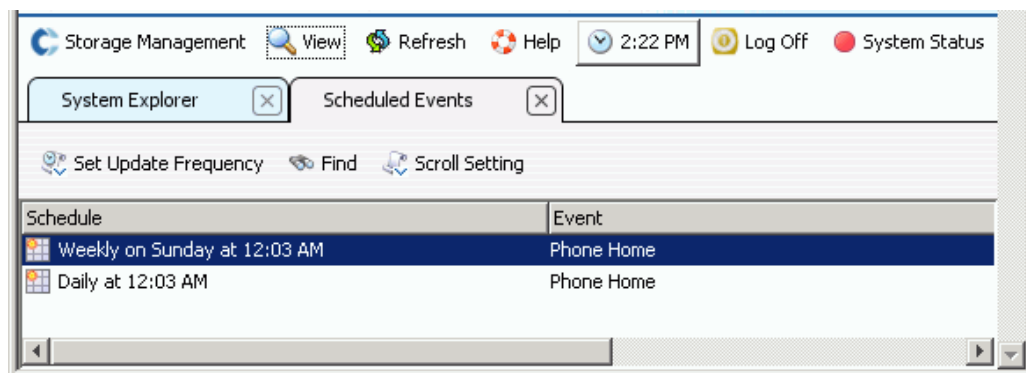 Storage Management View Refresh Help 2:22 PM Log Off System Status
System Explorer Scheduled Events
Set Update Frequency Find Scroll Setting
Schedule Event
Weekly on Sunday at 12:03 AM Phone Home
Daily at 12:03 AM Phone Home